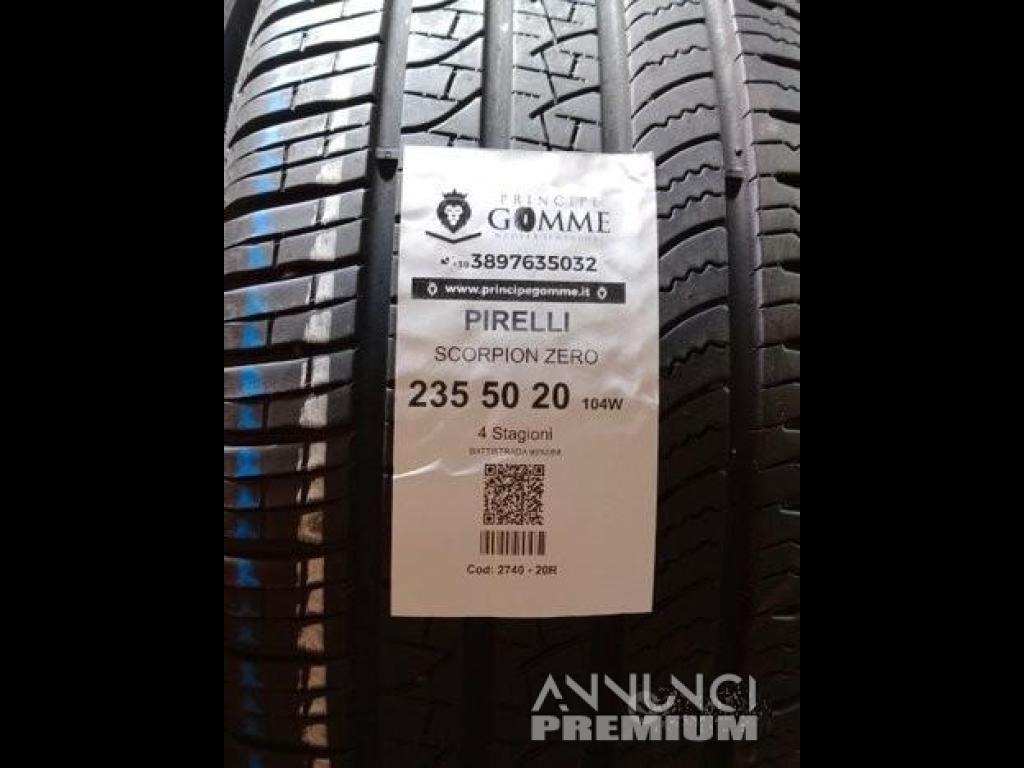 PRINCIPE
GOMME
+39 3897635032
www.principegomme.it
PIRELLI
SCORPION ZERO
235 50 20 104W
4 Stagioni
BATTISTRADA
Cod: 2740 - 20R
ANNUNCI
PREMIUM